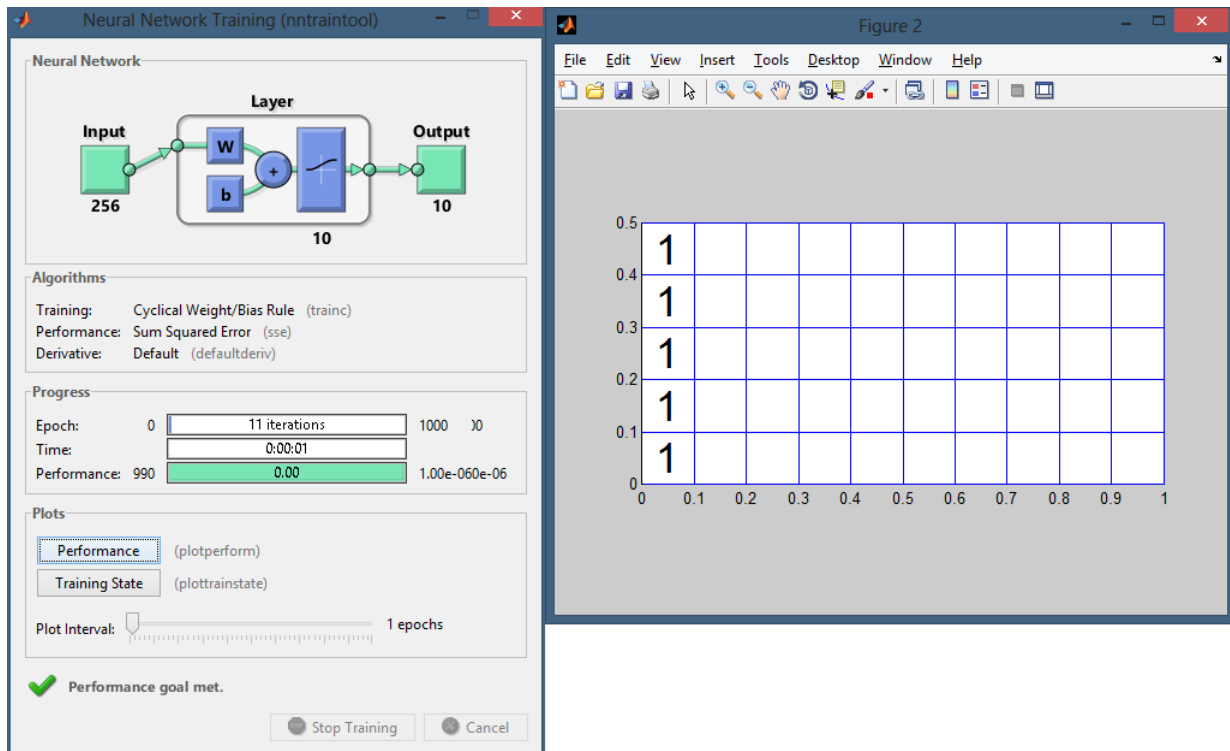 Neural Network Training (nntraintool)
Neural Network
Layer
Input
Output
W
b
+
256
10
10
Algorithms
Training: Cyclical Weight/Bias Rule (trainc)
Performance: Sum Squared Error (sse)
Derivative: Default (defaultderiv)
Progress
Epoch: 0 11 iterations 1000
Time: 0:00:01
Performance: 990 0.00 1.00e-060e-06
Plots
Performance (plotperform)
Training State (plottrainstate)
Plot Interval: 1 epochs
Performance goal met.
Stop Training Cancel
Figure 2
File Edit View Insert Tools Desktop Window Help
0.5
1
0.4
1
0.3
1
0.2
1
0.1
1
0
0 0.1 0.2 0.3 0.4 0.5 0.6 0.7 0.8 0.9 1